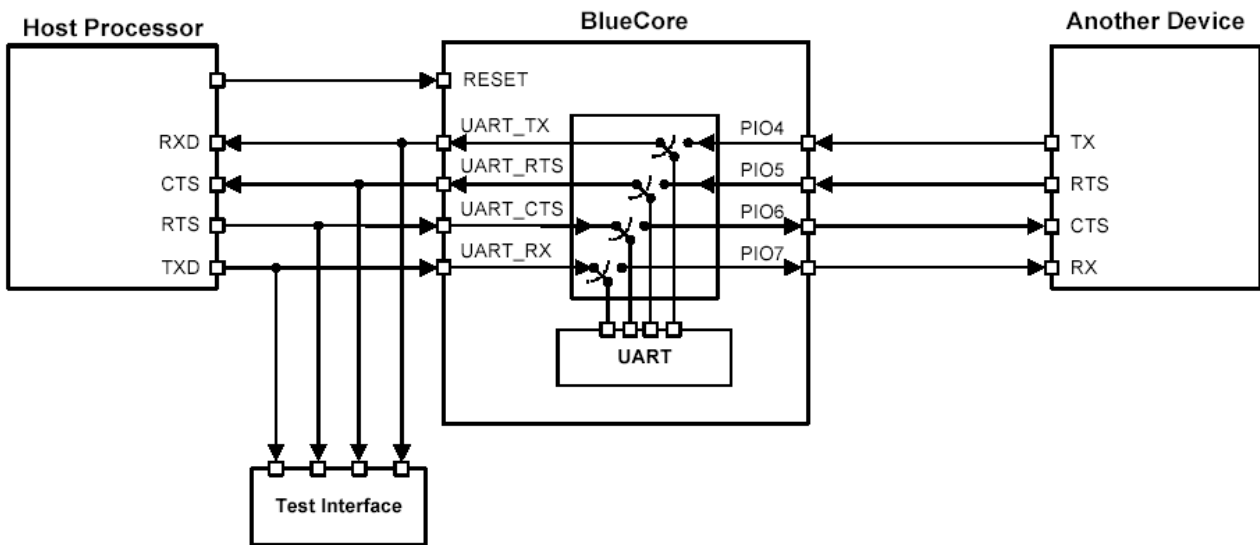 Host Processor
BlueCore
Another Device
RESET
RXD
UART_TX
PIO4
TX
CTS
UART_RTS
PIO5
RTS
RTS
UART_CTS
PIO6
CTS
TXD
UART_RX
PIO7
RX
UART
Test Interface